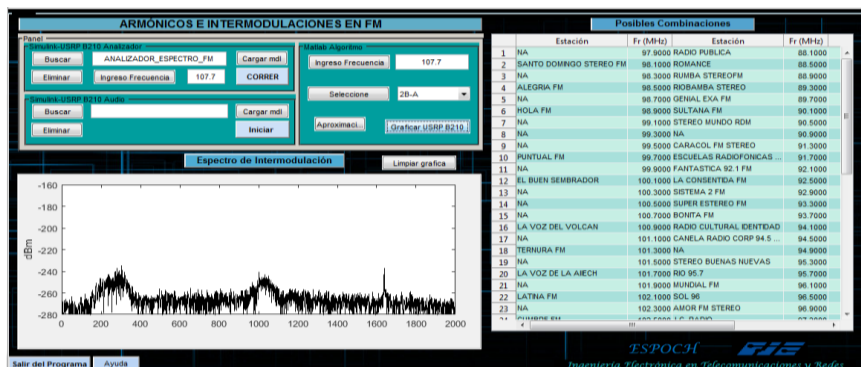 ARMÓNICOS E INTERMODULACIONES EN FM
Posibles Combinaciones
Panel
Simulink-USRP B210 Analizador
Buscar ANALIZADOR_ESPECTRO_FM Cargar mdl
Eliminar Ingreso Frecuencia 107.7 CORRER
Simulink-USRP B210 Audio
Buscar Cargar mdl
Eliminar Iniciar
Matlab Algoritmo
Ingreso Frecuencia 107.7
Seleccione 2B-A
Aproximaci... Graficar USRP B210
Espectro de Intermodulación Limpiar grafica
-160
-180
-200
-220
-240
-260
-280
dBm
0 200 400 600 800 1000 1200 1400 1600 1800 2000
Estación Fr (MHz) Estación Fr (MHz)
1 NA 97.9000 RADIO PUBLICA 88.1000
2 SANTO DOMINGO STEREO FM 98.1000 ROMANCE 88.5000
3 NA 98.3000 RUMBA STEREOFM 88.9000
4 ALEGRIA FM 98.5000 RIOBAMBA STEREO 89.3000
5 NA 98.7000 GENIAL EXA FM 89.7000
6 HOLA FM 98.9000 SULTANA FM 90.1000
7 NA 99.1000 STEREO MUNDO RDM 90.5000
8 NA 99.3000 NA 90.9000
9 NA 99.5000 CARACOL FM STEREO 91.3000
10 PUNTUAL FM 99.7000 ESCUELAS RADIOFONICAS ... 91.7000
11 NA 99.9000 FANTASTICA 92.1 FM 92.1000
12 EL BUEN SEMBRADOR 100.1000 LA CONSENTIDA FM 92.5000
13 NA 100.3000 SISTEMA 2 FM 92.9000
14 NA 100.5000 SUPER ESTEREO FM 93.3000
15 NA 100.7000 BONITA FM 93.7000
16 LA VOZ DEL VOLCAN 100.9000 RADIO CULTURAL IDENTIDAD 94.1000
17 NA 101.1000 CANELA RADIO CORP 94.5 ... 94.5000
18 TERNURA FM 101.3000 NA 94.9000
19 NA 101.5000 STEREO BUENAS NUEVAS 95.3000
20 LA VOZ DE LA AIECH 101.7000 RIO 95.7 95.7000
21 NA 101.9000 MUNDIAL FM 96.1000
22 LATINA FM 102.1000 SOL 96 96.5000
23 NA 102.3000 AMOR FM STEREO 96.9000
ESPOCH
Ingeniería Electrónica en Telecomunicaciones y Redes
Salir del Programa Ayuda